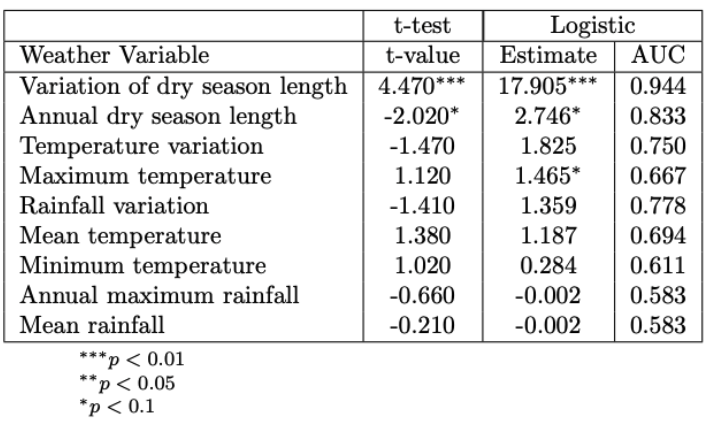 t-test Logistic
Weather Variable t-value Estimate AUC
Variation of dry season length 4.470*** 17.905*** 0.944
Annual dry season length -2.020* 2.746* 0.833
Temperature variation -1.470 1.825 0.750
Maximum temperature 1.120 1.465* 0.667
Rainfall variation -1.410 1.359 0.778
Mean temperature 1.380 1.187 0.694
Minimum temperature 1.020 0.284 0.611
Annual maximum rainfall -0.660 -0.002 0.583
Mean rainfall -0.210 -0.002 0.583
***p < 0.01
**p < 0.05
*p < 0.1